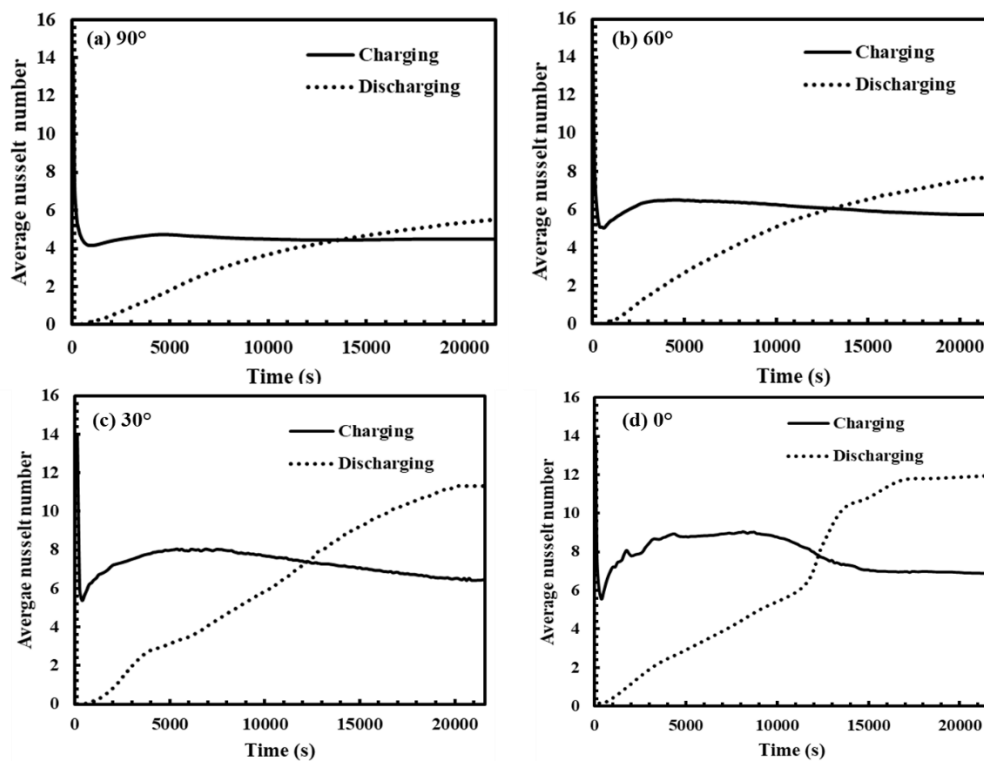 (a) 90°
Charging
Discharging
Average nusselt number
16
14
12
10
8
6
4
2
0
0 5000 10000 15000 20000
Time (s)
(b) 60°
Charging
Discharging
Average nusselt number
16
14
12
10
8
6
4
2
0
0 5000 10000 15000 20000
Time (s)
(c) 30°
Charging
Discharging
Avergae nusselt number
16
14
12
10
8
6
4
2
0
0 5000 10000 15000 20000
Time (s)
(d) 0°
Charging
Discharging
Average nusselt number
16
14
12
10
8
6
4
2
0
0 5000 10000 15000 20000
Time (s)